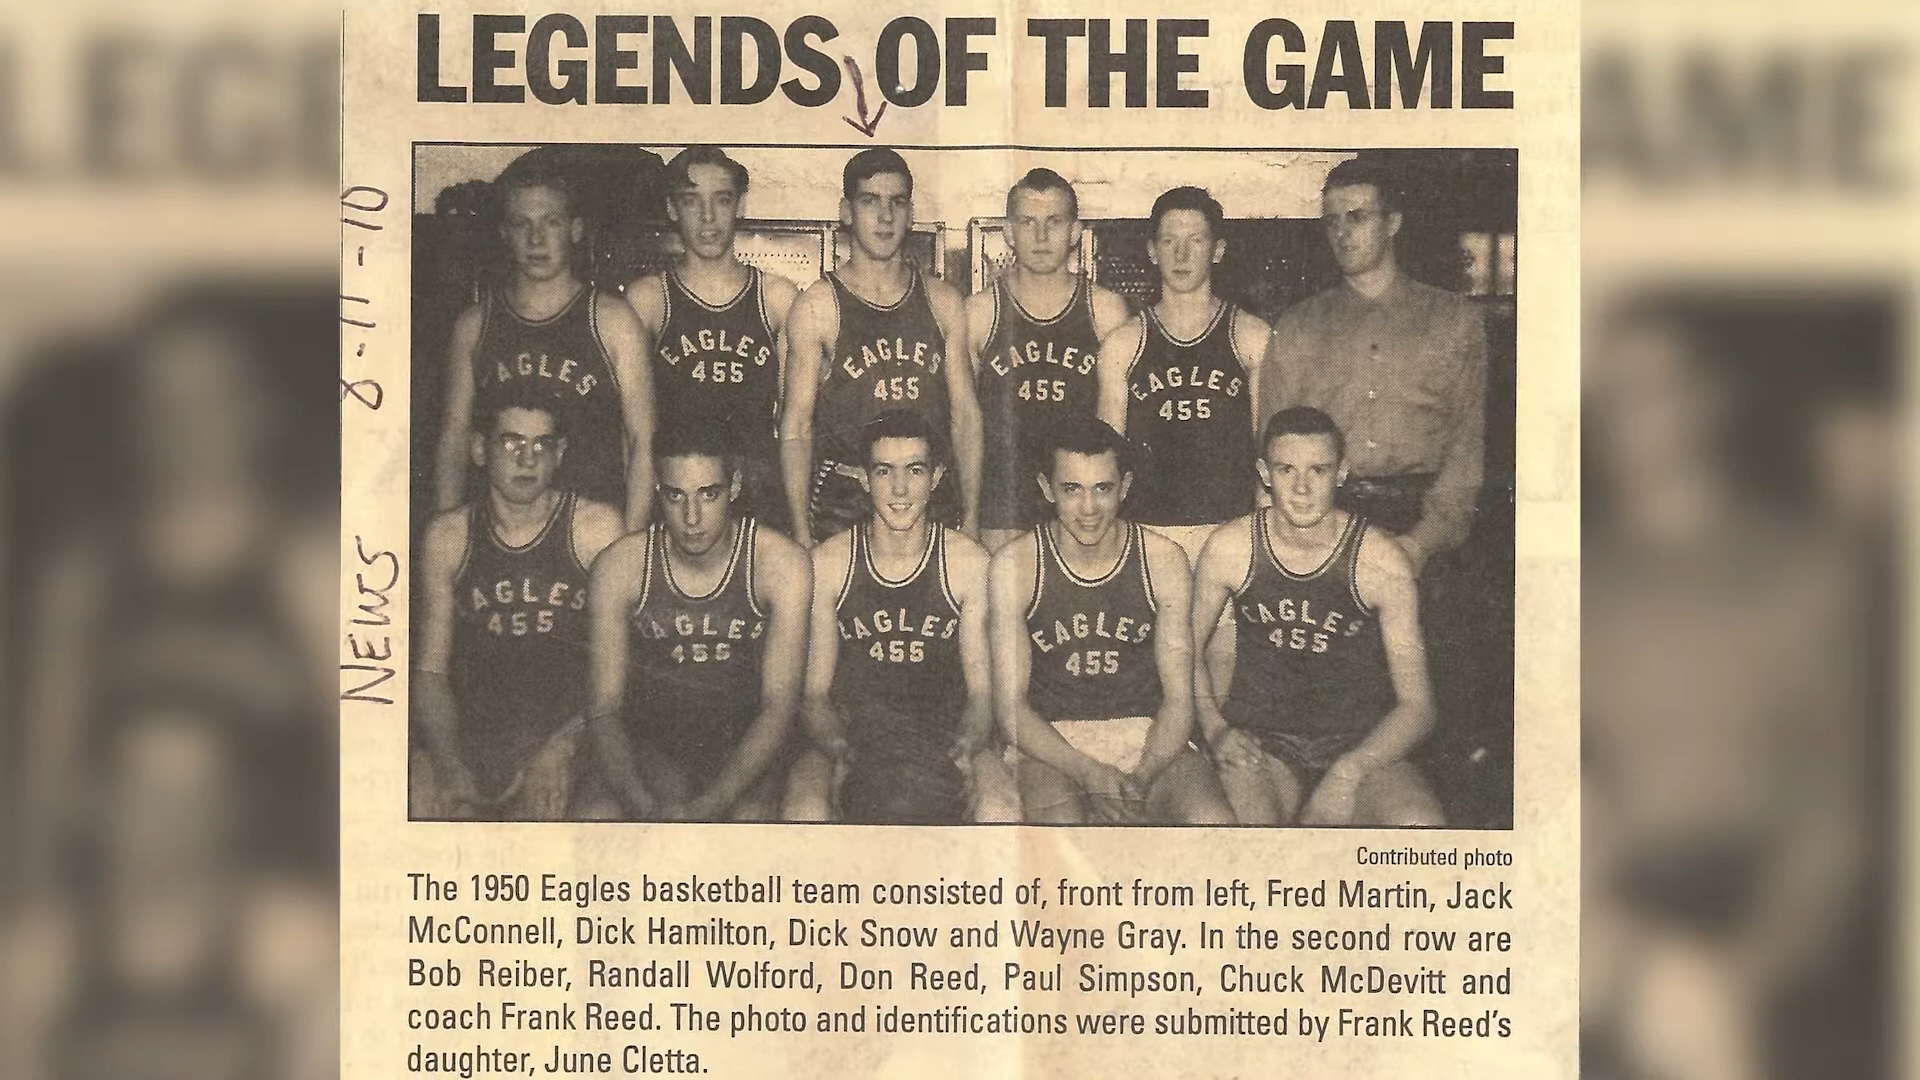 LEGENDS OF THE GAME
NEWS 8-11-10
EAGLES
EAGLES
455
EAGLES
455
EAGLES
455
EAGLES
455
EAGLES
455
EAGLES
455
EAGLES
455
EAGLES
455
EAGLES
455
Contributed photo
The 1950 Eagles basketball team consisted of, front from left, Fred Martin, Jack
McConnell, Dick Hamilton, Dick Snow and Wayne Gray. In the second row are
Bob Reiber, Randall Wolford, Don Reed, Paul Simpson, Chuck McDevitt and
coach Frank Reed. The photo and identifications were submitted by Frank Reed's
daughter, June Cletta.